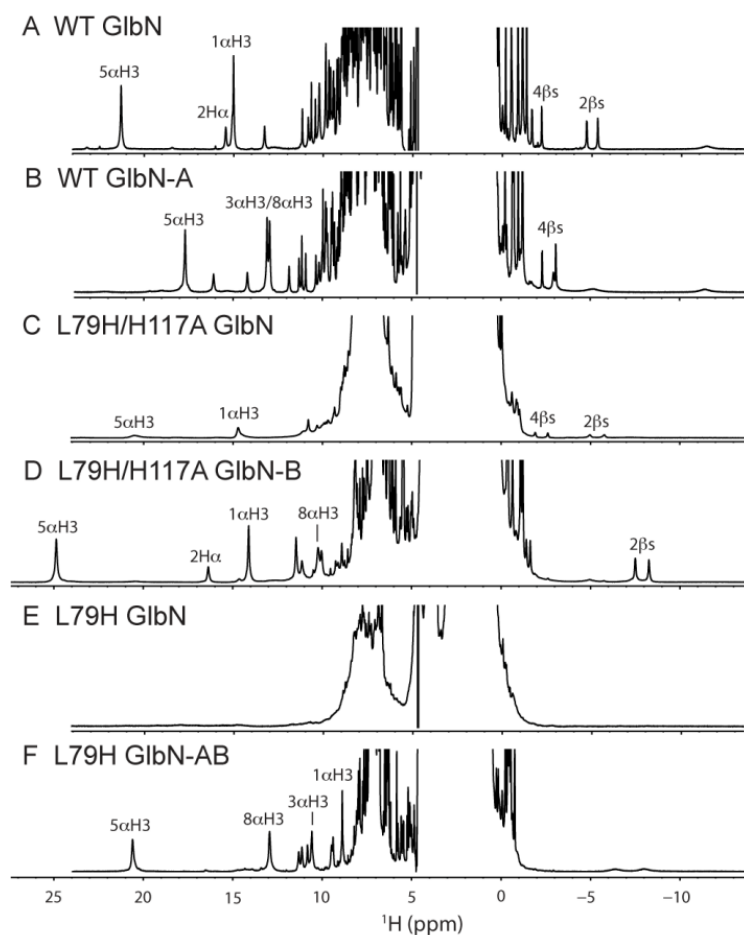 A WT GlbN
5αH3
2Hα
1αH3
4βs
2βs
B WT GlbN-A
5αH3
3αH3/8αH3
4βs
C L79H/H117A GlbN
5αH3
1αH3
4βs
2βs
D L79H/H117A GlbN-B
5αH3
2Hα
1αH3
8αH3
2βs
E L79H GlbN
F L79H GlbN-AB
5αH3
8αH3
3αH3
1αH3
25 20 15 10 5 0 −5 −10
¹H (ppm)